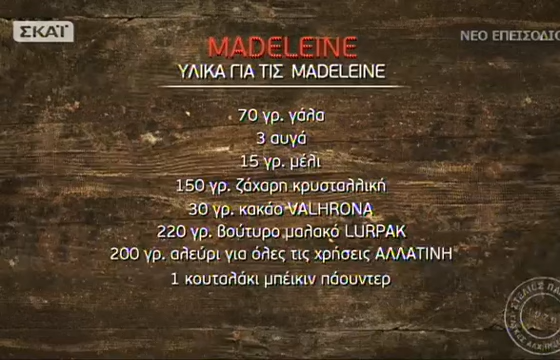 ΣΚΑΪ
ΝΕΟ ΕΠΕΙΣΟΔΙΟ
MADELEINE
ΥΛΙΚΑ ΓΙΑ ΤΙΣ MADELEINE
70 γρ. γάλα
3 αυγά
15 γρ. μέλι
150 γρ. ζάχαρη κρυσταλλική
30 γρ. κακάο VALHRONA
220 γρ. βούτυρο μαλακό LURPAK
200 γρ. αλεύρι για όλες τις χρήσεις ΑΛΛΑΤΙΝΗ
1 κουταλάκι μπέικιν πάουντερ